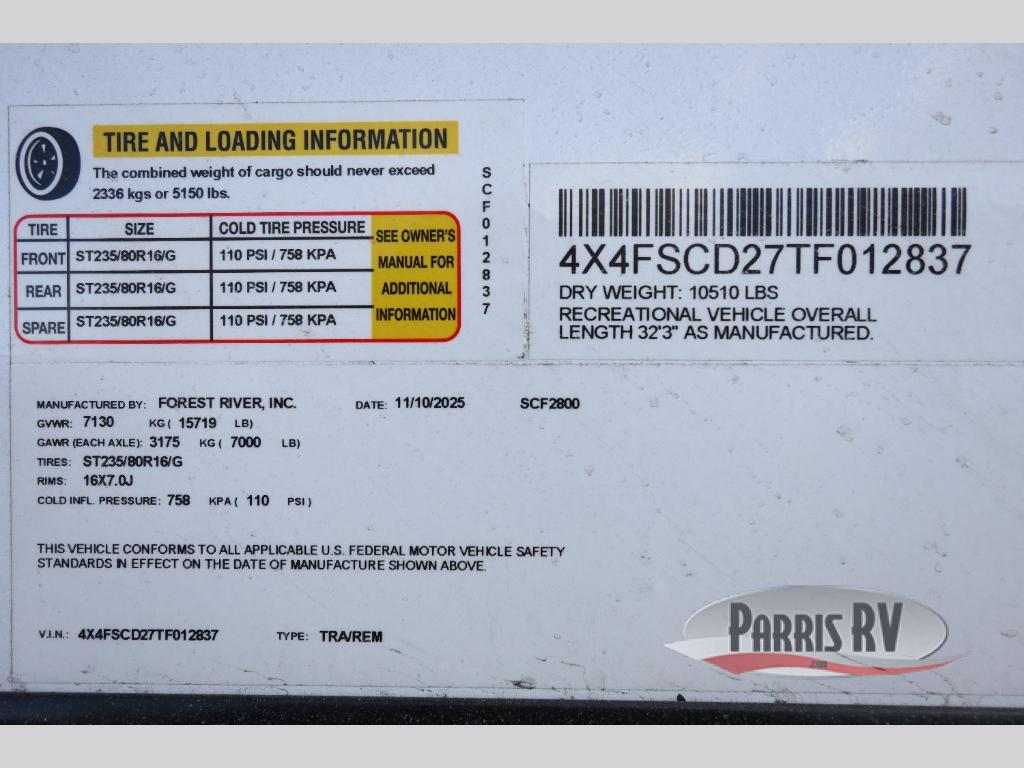 TIRE AND LOADING INFORMATION
The combined weight of cargo should never exceed
2336 kgs or 5150 lbs.
TIRE SIZE COLD TIRE PRESSURE
FRONT ST235/80R16/G 110 PSI / 758 KPA
REAR ST235/80R16/G 110 PSI / 758 KPA
SPARE ST235/80R16/G 110 PSI / 758 KPA
SEE OWNER'S
MANUAL FOR
ADDITIONAL
INFORMATION
SCF012837
4X4FSCD27TF012837
DRY WEIGHT: 10510 LBS
RECREATIONAL VEHICLE OVERALL
LENGTH 32'3" AS MANUFACTURED.
MANUFACTURED BY: FOREST RIVER, INC. DATE: 11/10/2025 SCF2800
GVWR: 7130 KG ( 15719 LB)
GAWR (EACH AXLE): 3175 KG ( 7000 LB)
TIRES: ST235/80R16/G
RIMS: 16X7.0J
COLD INFL. PRESSURE: 758 KPA ( 110 PSI )
THIS VEHICLE CONFORMS TO ALL APPLICABLE U.S. FEDERAL MOTOR VEHICLE SAFETY
STANDARDS IN EFFECT ON THE DATE OF MANUFACTURE SHOWN ABOVE.
V.I.N.: 4X4FSCD27TF012837 TYPE: TRA/REM
PARRIS RV
.com